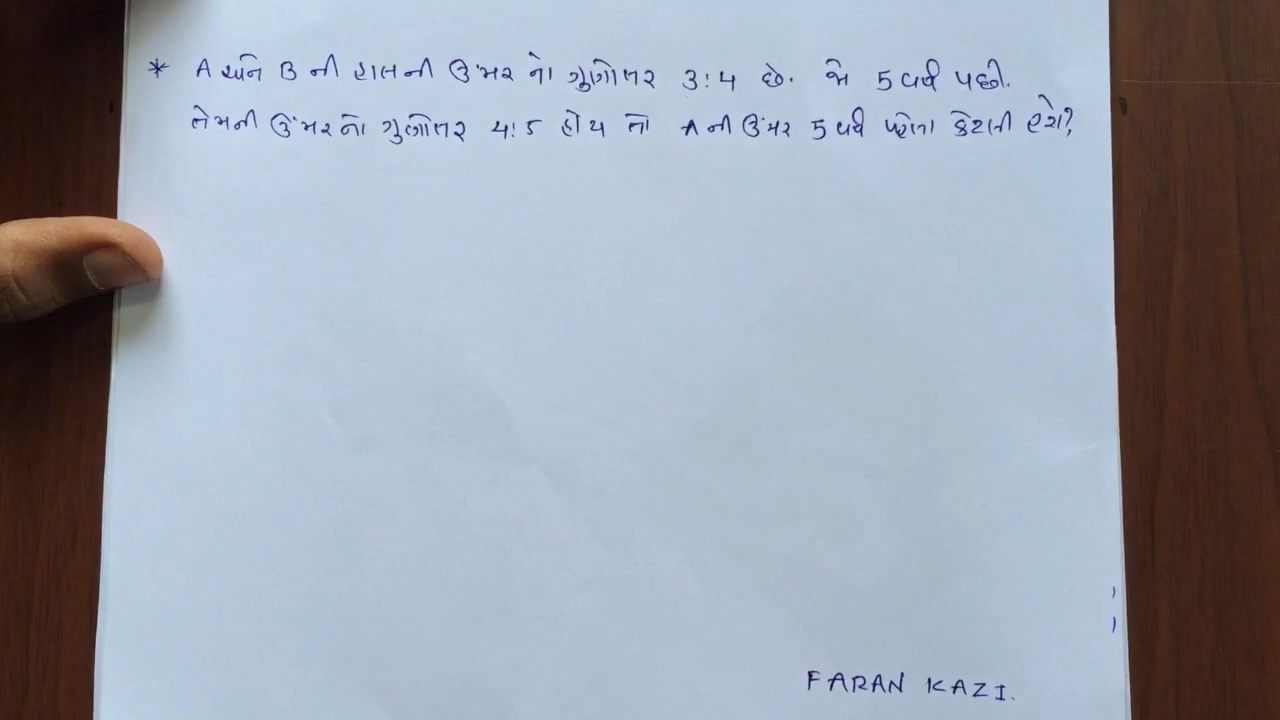 * A અને B ની હાલની ઉંમર નો ગુણોત્તર 3:4 છે. જો 5 વર્ષ પછી.
તેમની ઉંમર નો ગુણોત્તર 4:5 હોય તો A ની ઉંમર 5 વર્ષ પહેલા કેટલી હશે?
FARAN KAZI.